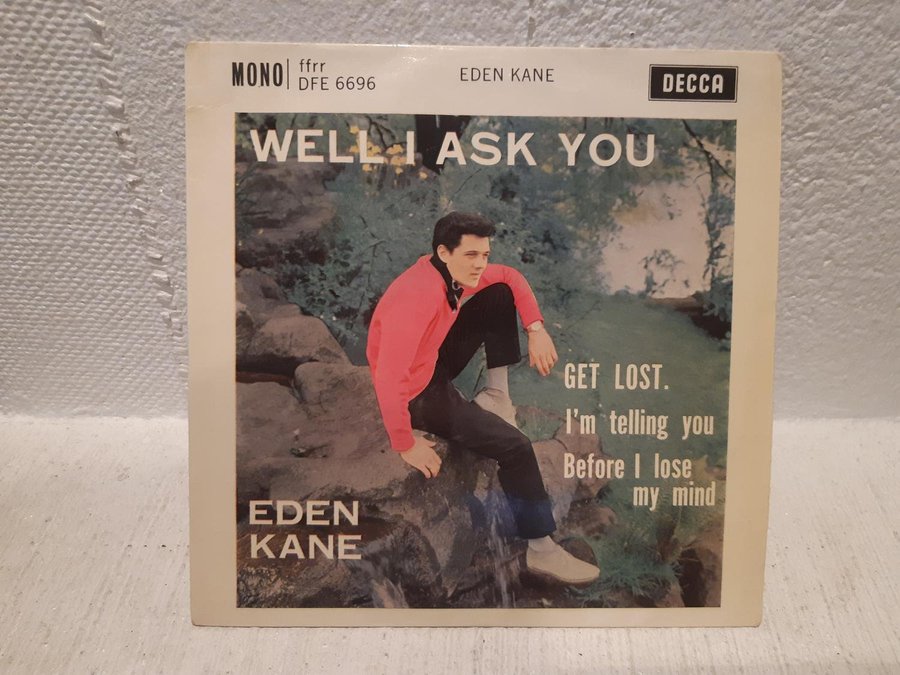 MONO
ffrr
DFE 6696
EDEN KANE
DECCA
WELL I ASK YOU
GET LOST.
I'm telling you
Before I lose
my mind
EDEN
KANE